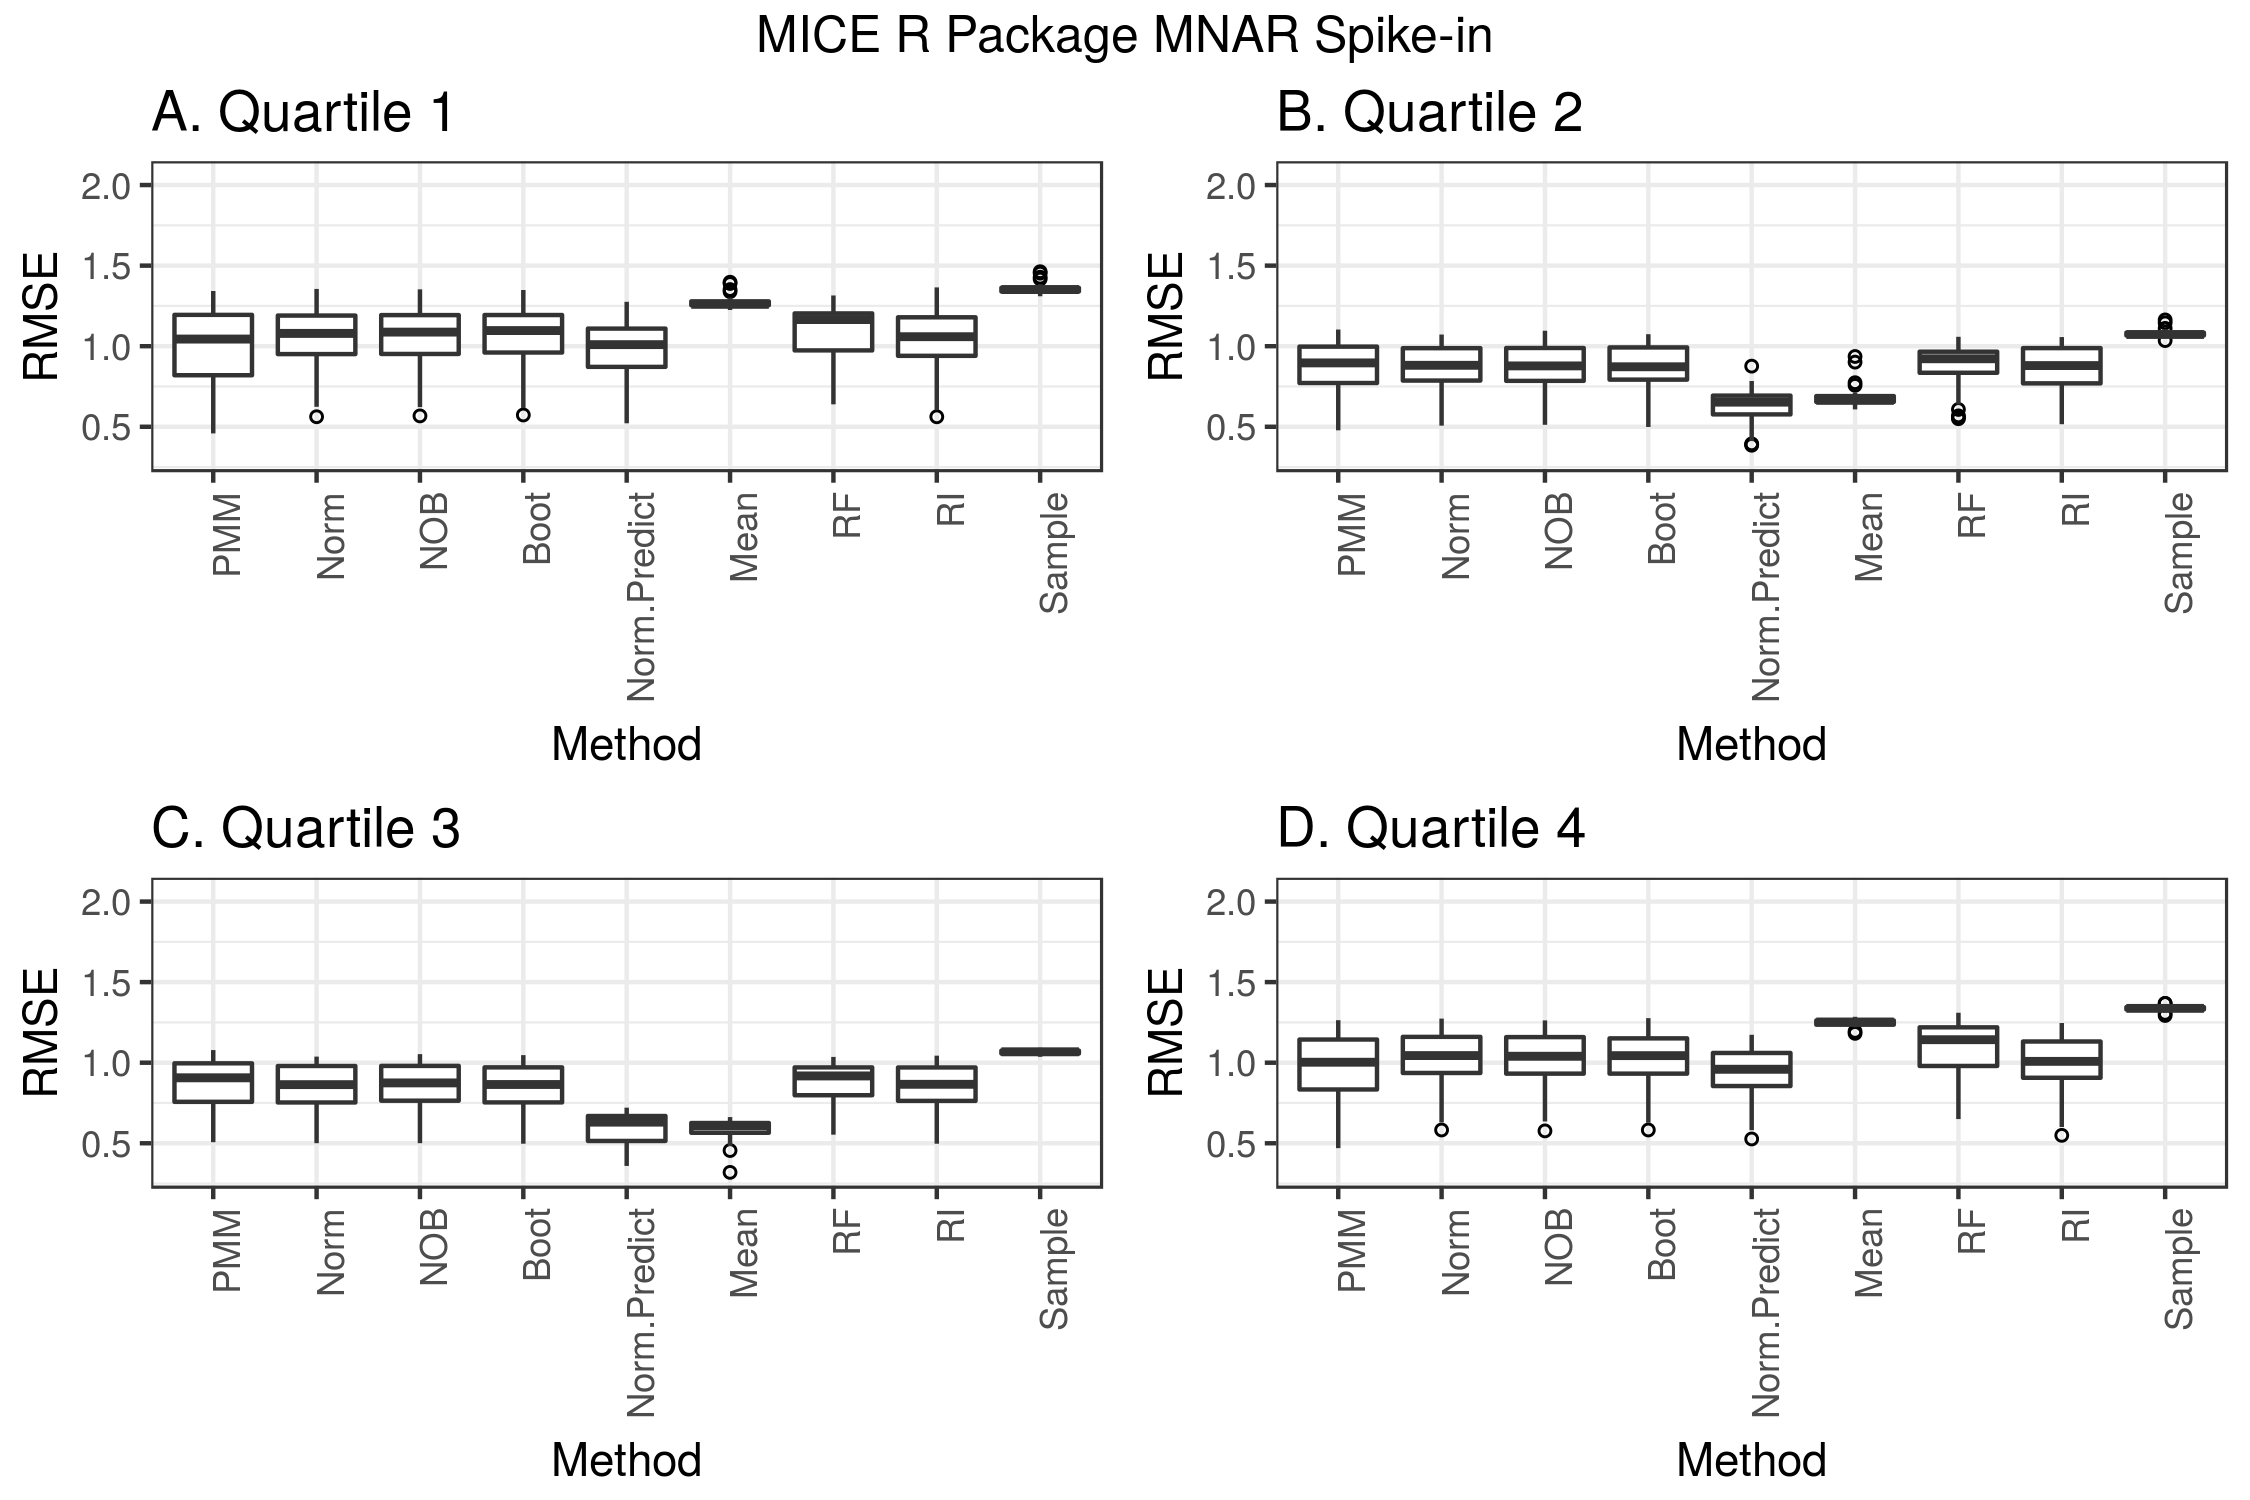 MICE R Package MNAR Spike-in
A. Quartile 1
RMSE
2.0
1.5
1.0
0.5
PMM
Norm
NOB
Boot
Norm.Predict
Mean
RF
RI
Sample
Method
B. Quartile 2
RMSE
2.0
1.5
1.0
0.5
PMM
Norm
NOB
Boot
Norm.Predict
Mean
RF
RI
Sample
Method
C. Quartile 3
RMSE
2.0
1.5
1.0
0.5
PMM
Norm
NOB
Boot
Norm.Predict
Mean
RF
RI
Sample
Method
D. Quartile 4
RMSE
2.0
1.5
1.0
0.5
PMM
Norm
NOB
Boot
Norm.Predict
Mean
RF
RI
Sample
Method